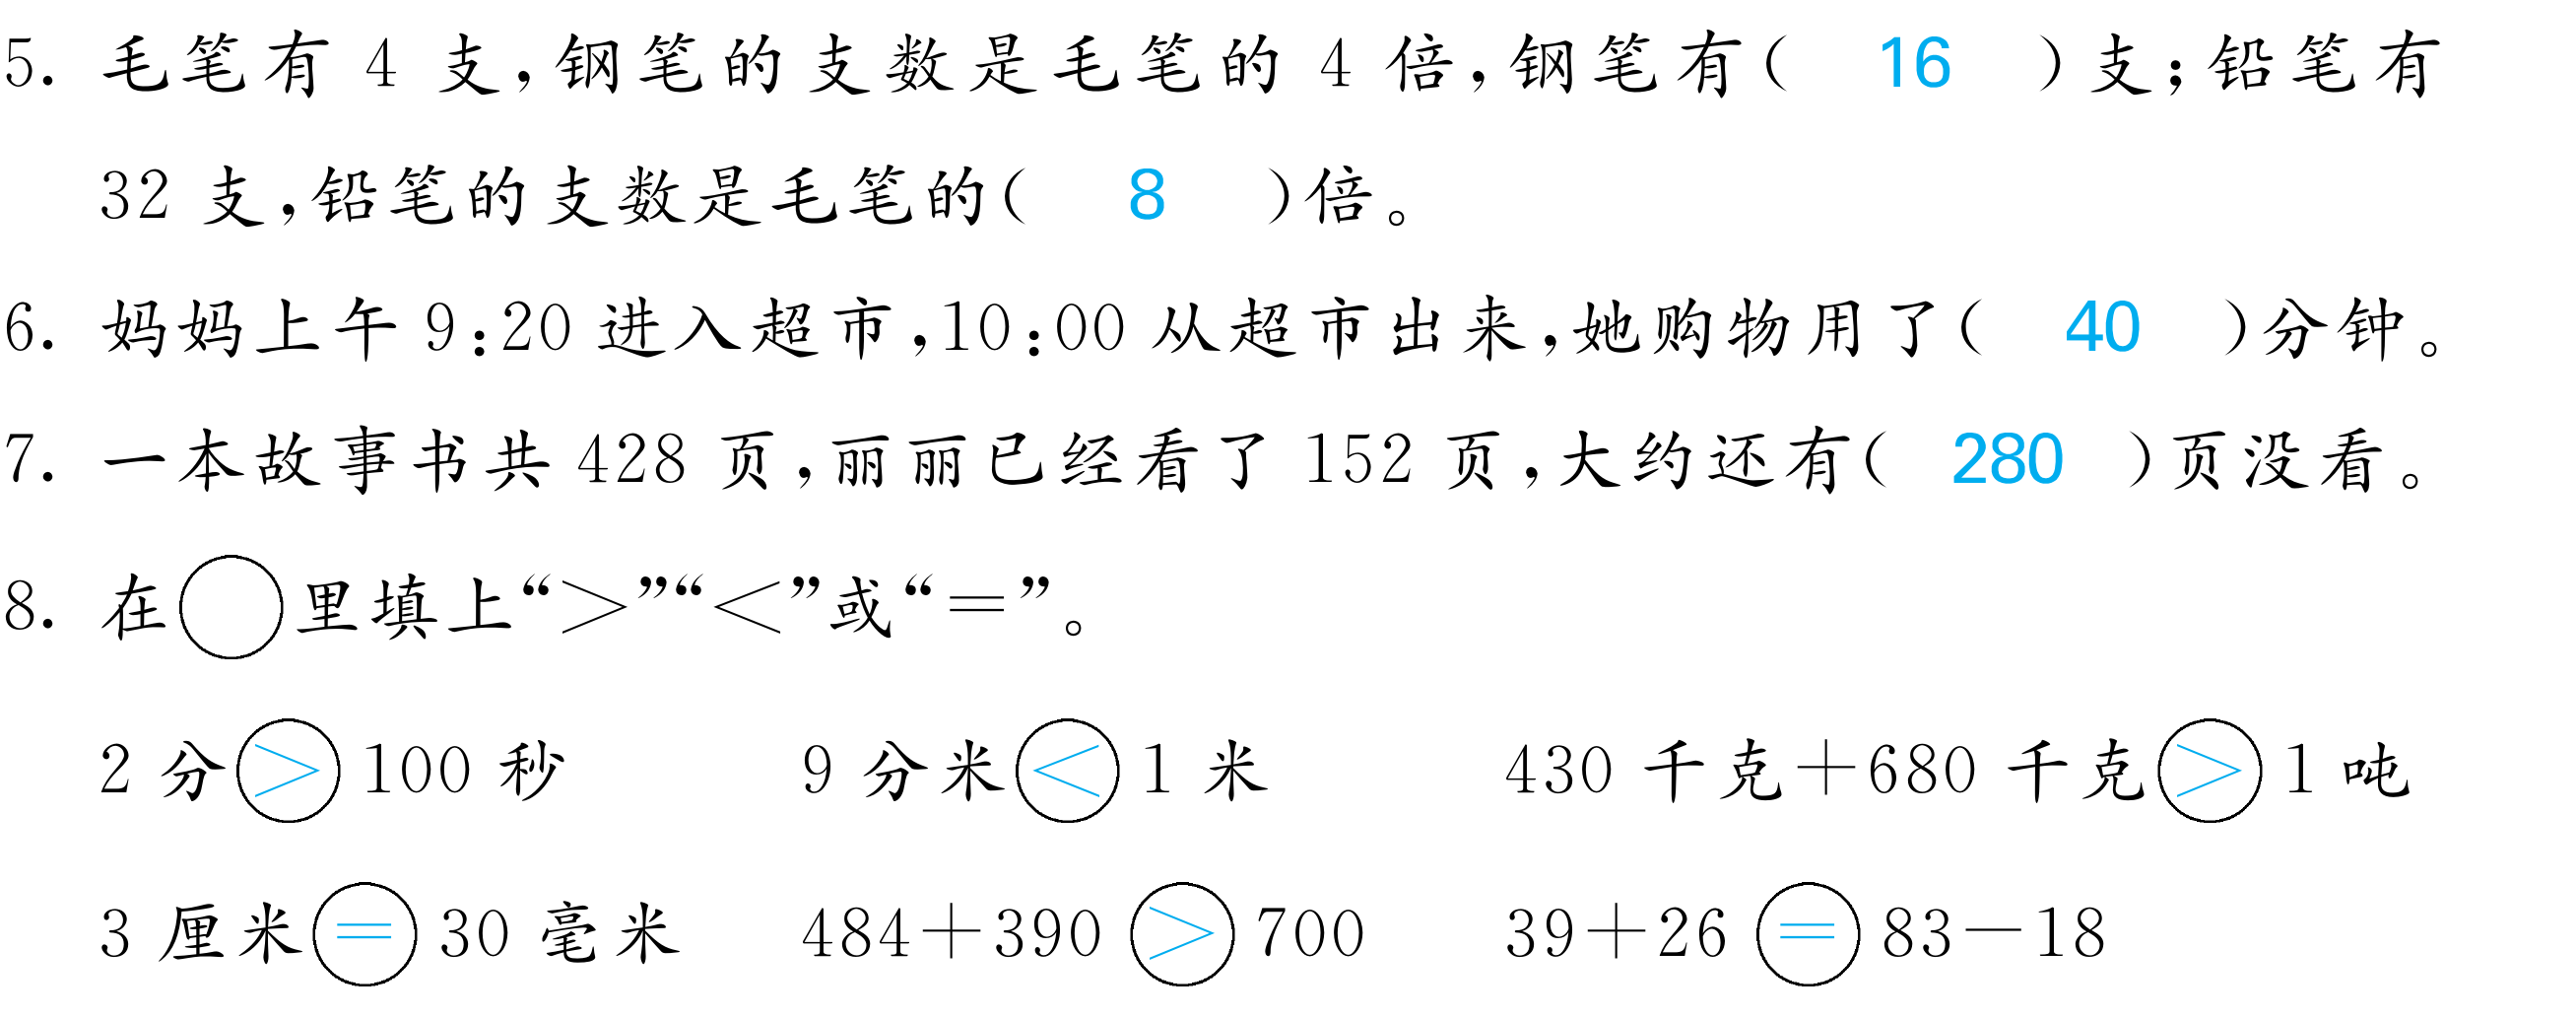 5. 毛笔有 4 支,钢笔的支数是毛笔的 4 倍,钢笔有( 16 )支;铅笔有
32 支,铅笔的支数是毛笔的( 8 )倍。
6. 妈妈上午 9:20 进入超市,10:00 从超市出来,她购物用了( 40 )分钟。
7. 一本故事书共 428 页,丽丽已经看了 152 页,大约还有( 280 )页没看。
8. 在○里填上“>”“<”或“=”。
2 分 > 100 秒 9 分米 < 1 米 430 千克+680 千克 > 1 吨
3 厘米 = 30 毫米 484+390 > 700 39+26 = 83-18